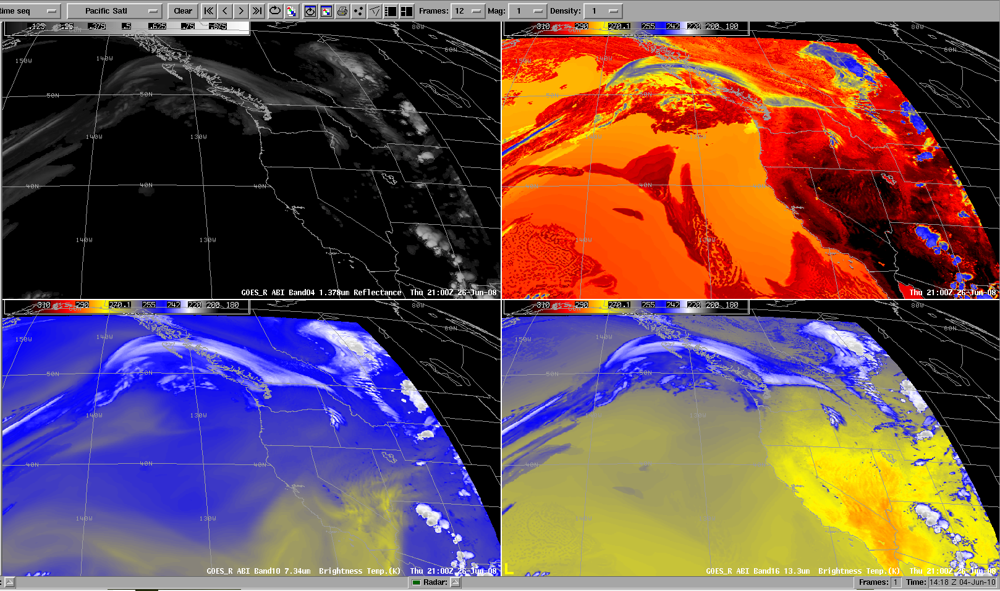 time seq Pacific Satl Clear Frames: 12 Mag: 1 Density: 1
.125 .25 .375 .5 .625 .75 .875
310 290 270.1 255 242 220 200 180
80W
60N
150W
140W
50N
50N
140W
130W
40N
40N
40N
140W
130W
80W
60N
150W
140W
50N
50N
40N
140W
GOES_R ABI Band04 1.378um Reflectance Thu 21:00Z 26-Jun-08
Thu 21:00Z 26-Jun-08
310 290 270.1 255 242 220 200 180
310 290 270.1 255 242 220 200 180
80W
60N
150W
140W
50N
50N
140W
130W
40N
40N
40N
140W
130W
80W
60N
150W
140W
50N
50N
140W
130W
40N
140W
130W
GOES_R ABI Band10 7.34um Brightness Temp.(K) Thu 21:00Z 26-Jun-08
L
GOES_R ABI Band16 13.3um Brightness Temp.(K) Thu 21:00Z 26-Jun-08
: Radar:
Frames: 1 Time: 14:18 Z 04-Jun-10